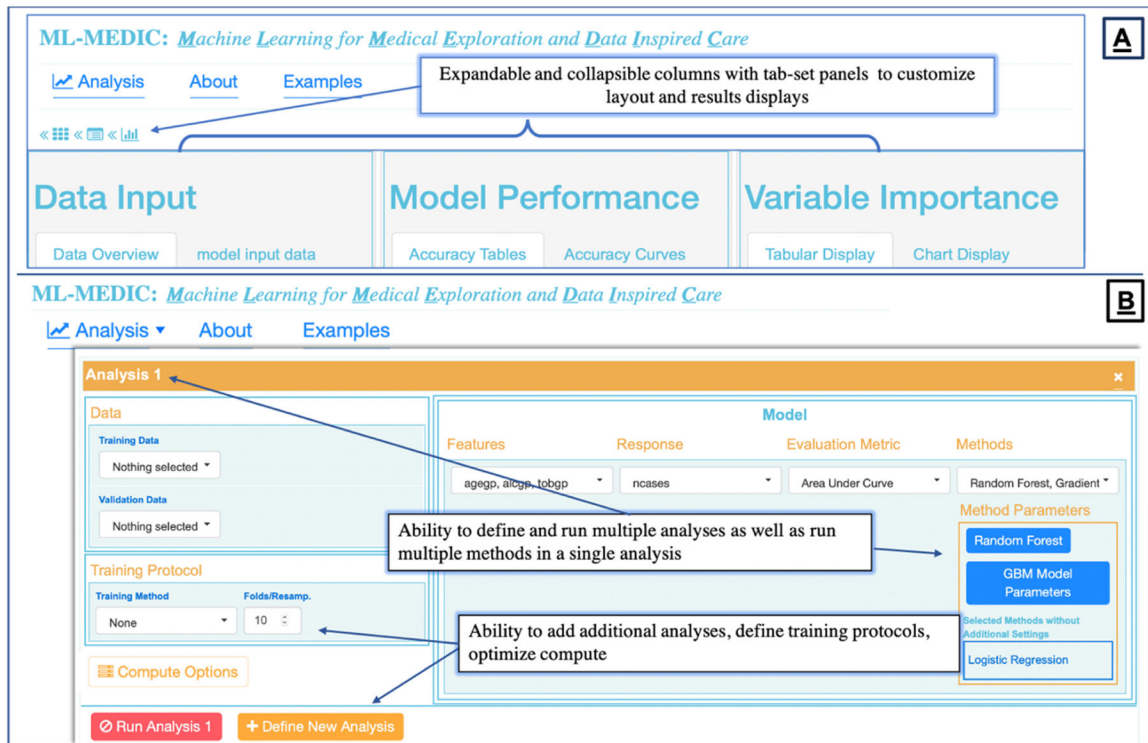 ML-MEDIC: Machine Learning for Medical Exploration and Data Inspired Care
A
Analysis About Examples
Expandable and collapsible columns with tab-set panels to customize
layout and results displays
Data Input Model Performance Variable Importance
Data Overview model input data Accuracy Tables Accuracy Curves Tabular Display Chart Display
ML-MEDIC: Machine Learning for Medical Exploration and Data Inspired Care
B
Analysis About Examples
Analysis 1
Data
Training Data
Nothing selected
Validation Data
Nothing selected
Model
Features Response Evaluation Metric Methods
agegp, alcgp, tobgp ncases Area Under Curve Random Forest, Gradient
Ability to define and run multiple analyses as well as run
multiple methods in a single analysis
Method Parameters
Random Forest
GBM Model
Parameters
Selected Methods without
Additional Settings
Logistic Regression
Training Protocol
Training Method Folds/Resamp.
None 10
Ability to add additional analyses, define training protocols,
optimize compute
Compute Options
Run Analysis 1 + Define New Analysis